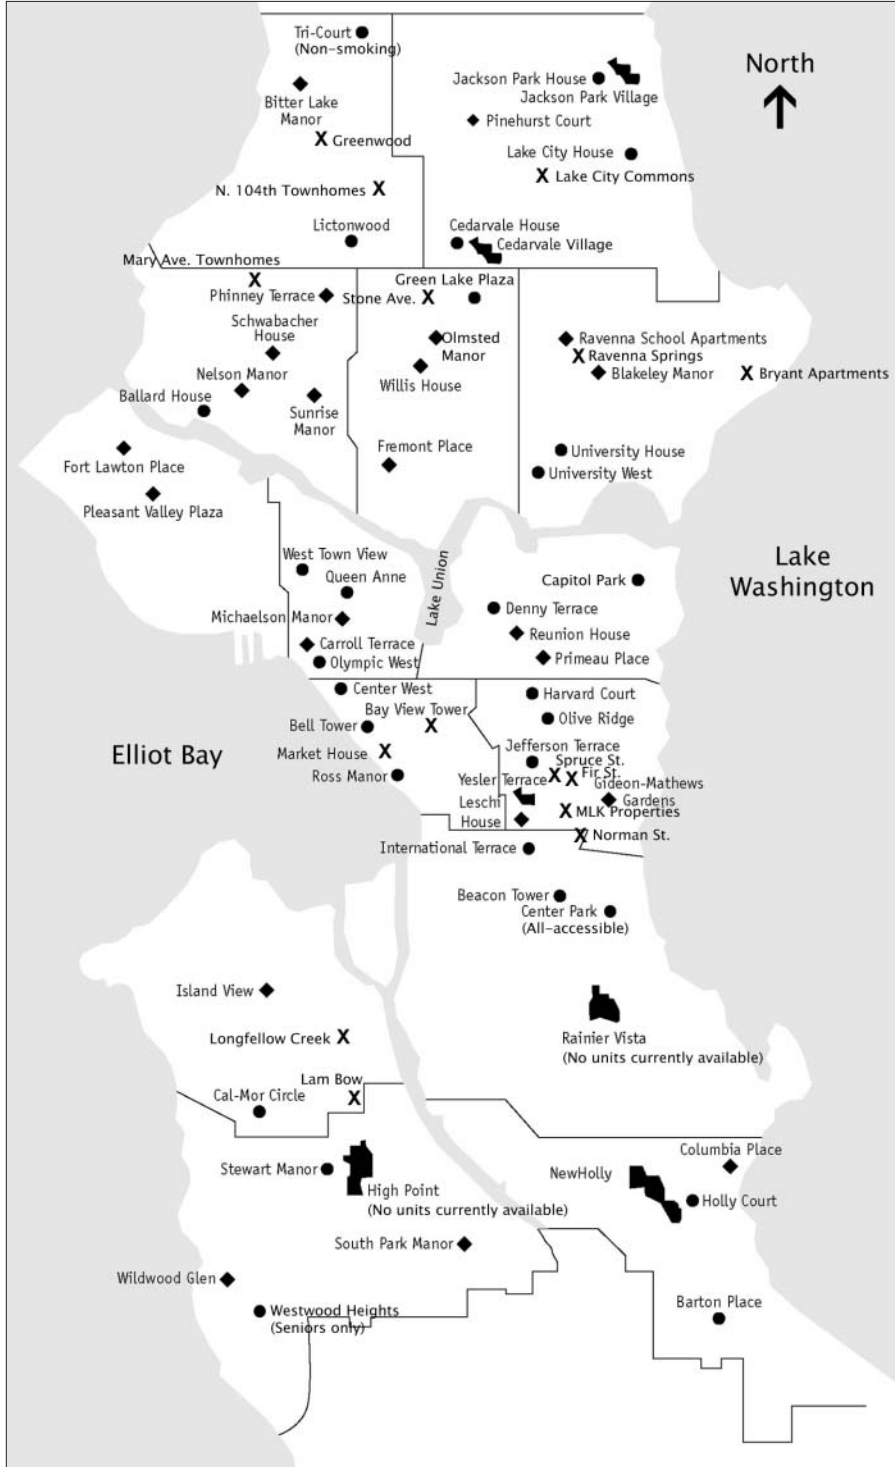 Tri-Court
(Non-smoking)
North
Jackson Park House
Jackson Park Village
Bitter Lake
Manor
Pinehurst Court
X Greenwood
Lake City House
X Lake City Commons
N. 104th Townhomes X
Lictonwood
Cedarvale House
Cedarvale Village
Mary Ave. Townhomes
X
Green Lake Plaza
Phinney Terrace
Stone Ave. X
Schwabacher
House
Olmsted
Manor
Ravenna School Apartments
X Ravenna Springs
Nelson Manor
Willis House
Blakeley Manor
X Bryant Apartments
Ballard House
Sunrise
Manor
Fremont Place
University House
Fort Lawton Place
University West
Pleasant Valley Plaza
West Town View
Queen Anne
Lake Union
Capitol Park
Lake
Washington
Michaelson Manor
Denny Terrace
Reunion House
Carroll Terrace
Primeau Place
Olympic West
Center West
Harvard Court
Bay View Tower
X
Bell Tower
Olive Ridge
Elliot Bay
Market House X
Jefferson Terrace
Spruce St.
X
Ross Manor
Yesler Terrace
Fir St.
X
Gideon-Mathews
Gardens
Leschi
House
X MLK Properties
X Norman St.
International Terrace
Beacon Tower
Center Park
(All-accessible)
Island View
Longfellow Creek X
Rainier Vista
(No units currently available)
Lam Bow
X
Cal-Mor Circle
Columbia Place
Stewart Manor
NewHolly
High Point
(No units currently available)
Holly Court
South Park Manor
Wildwood Glen
Westwood Heights
(Seniors only)
Barton Place